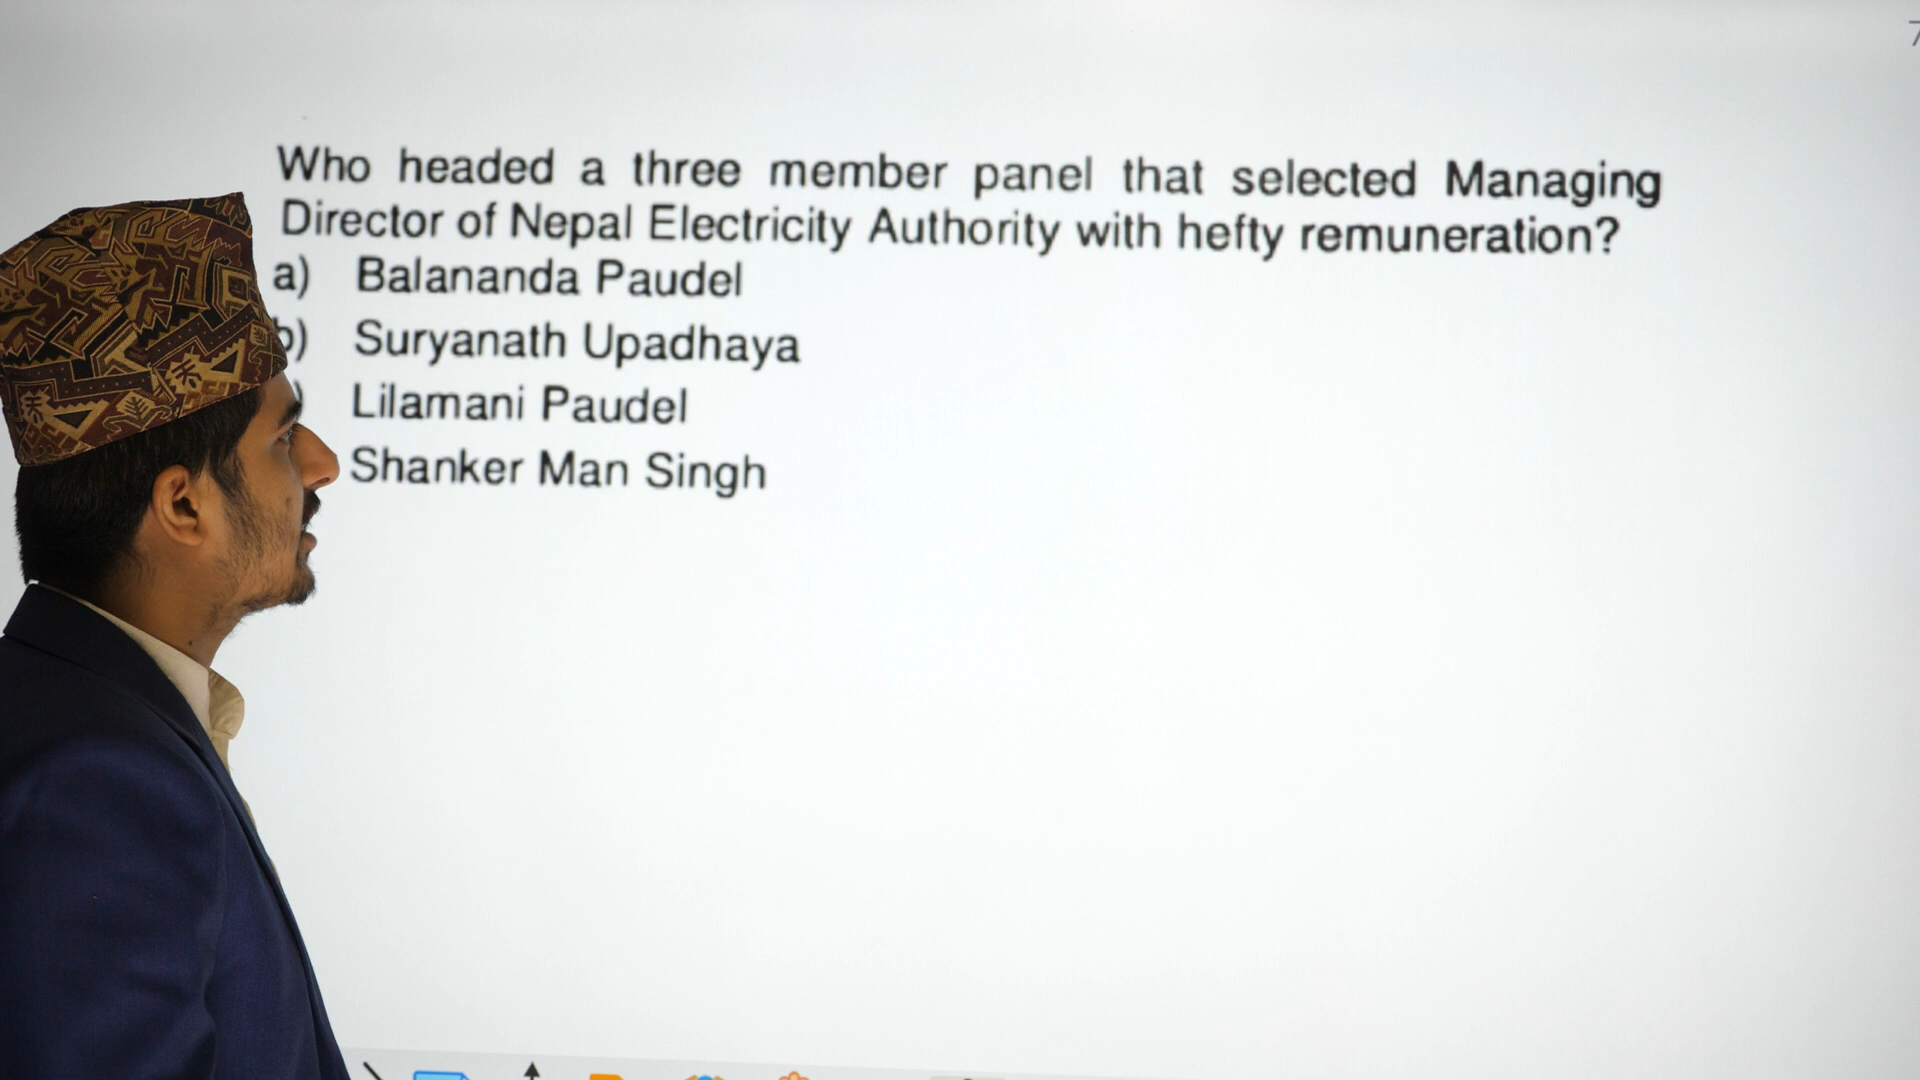 7
Who headed a three member panel that selected Managing
Director of Nepal Electricity Authority with hefty remuneration?
a) Balananda Paudel
b) Suryanath Upadhaya
) Lilamani Paudel
Shanker Man Singh